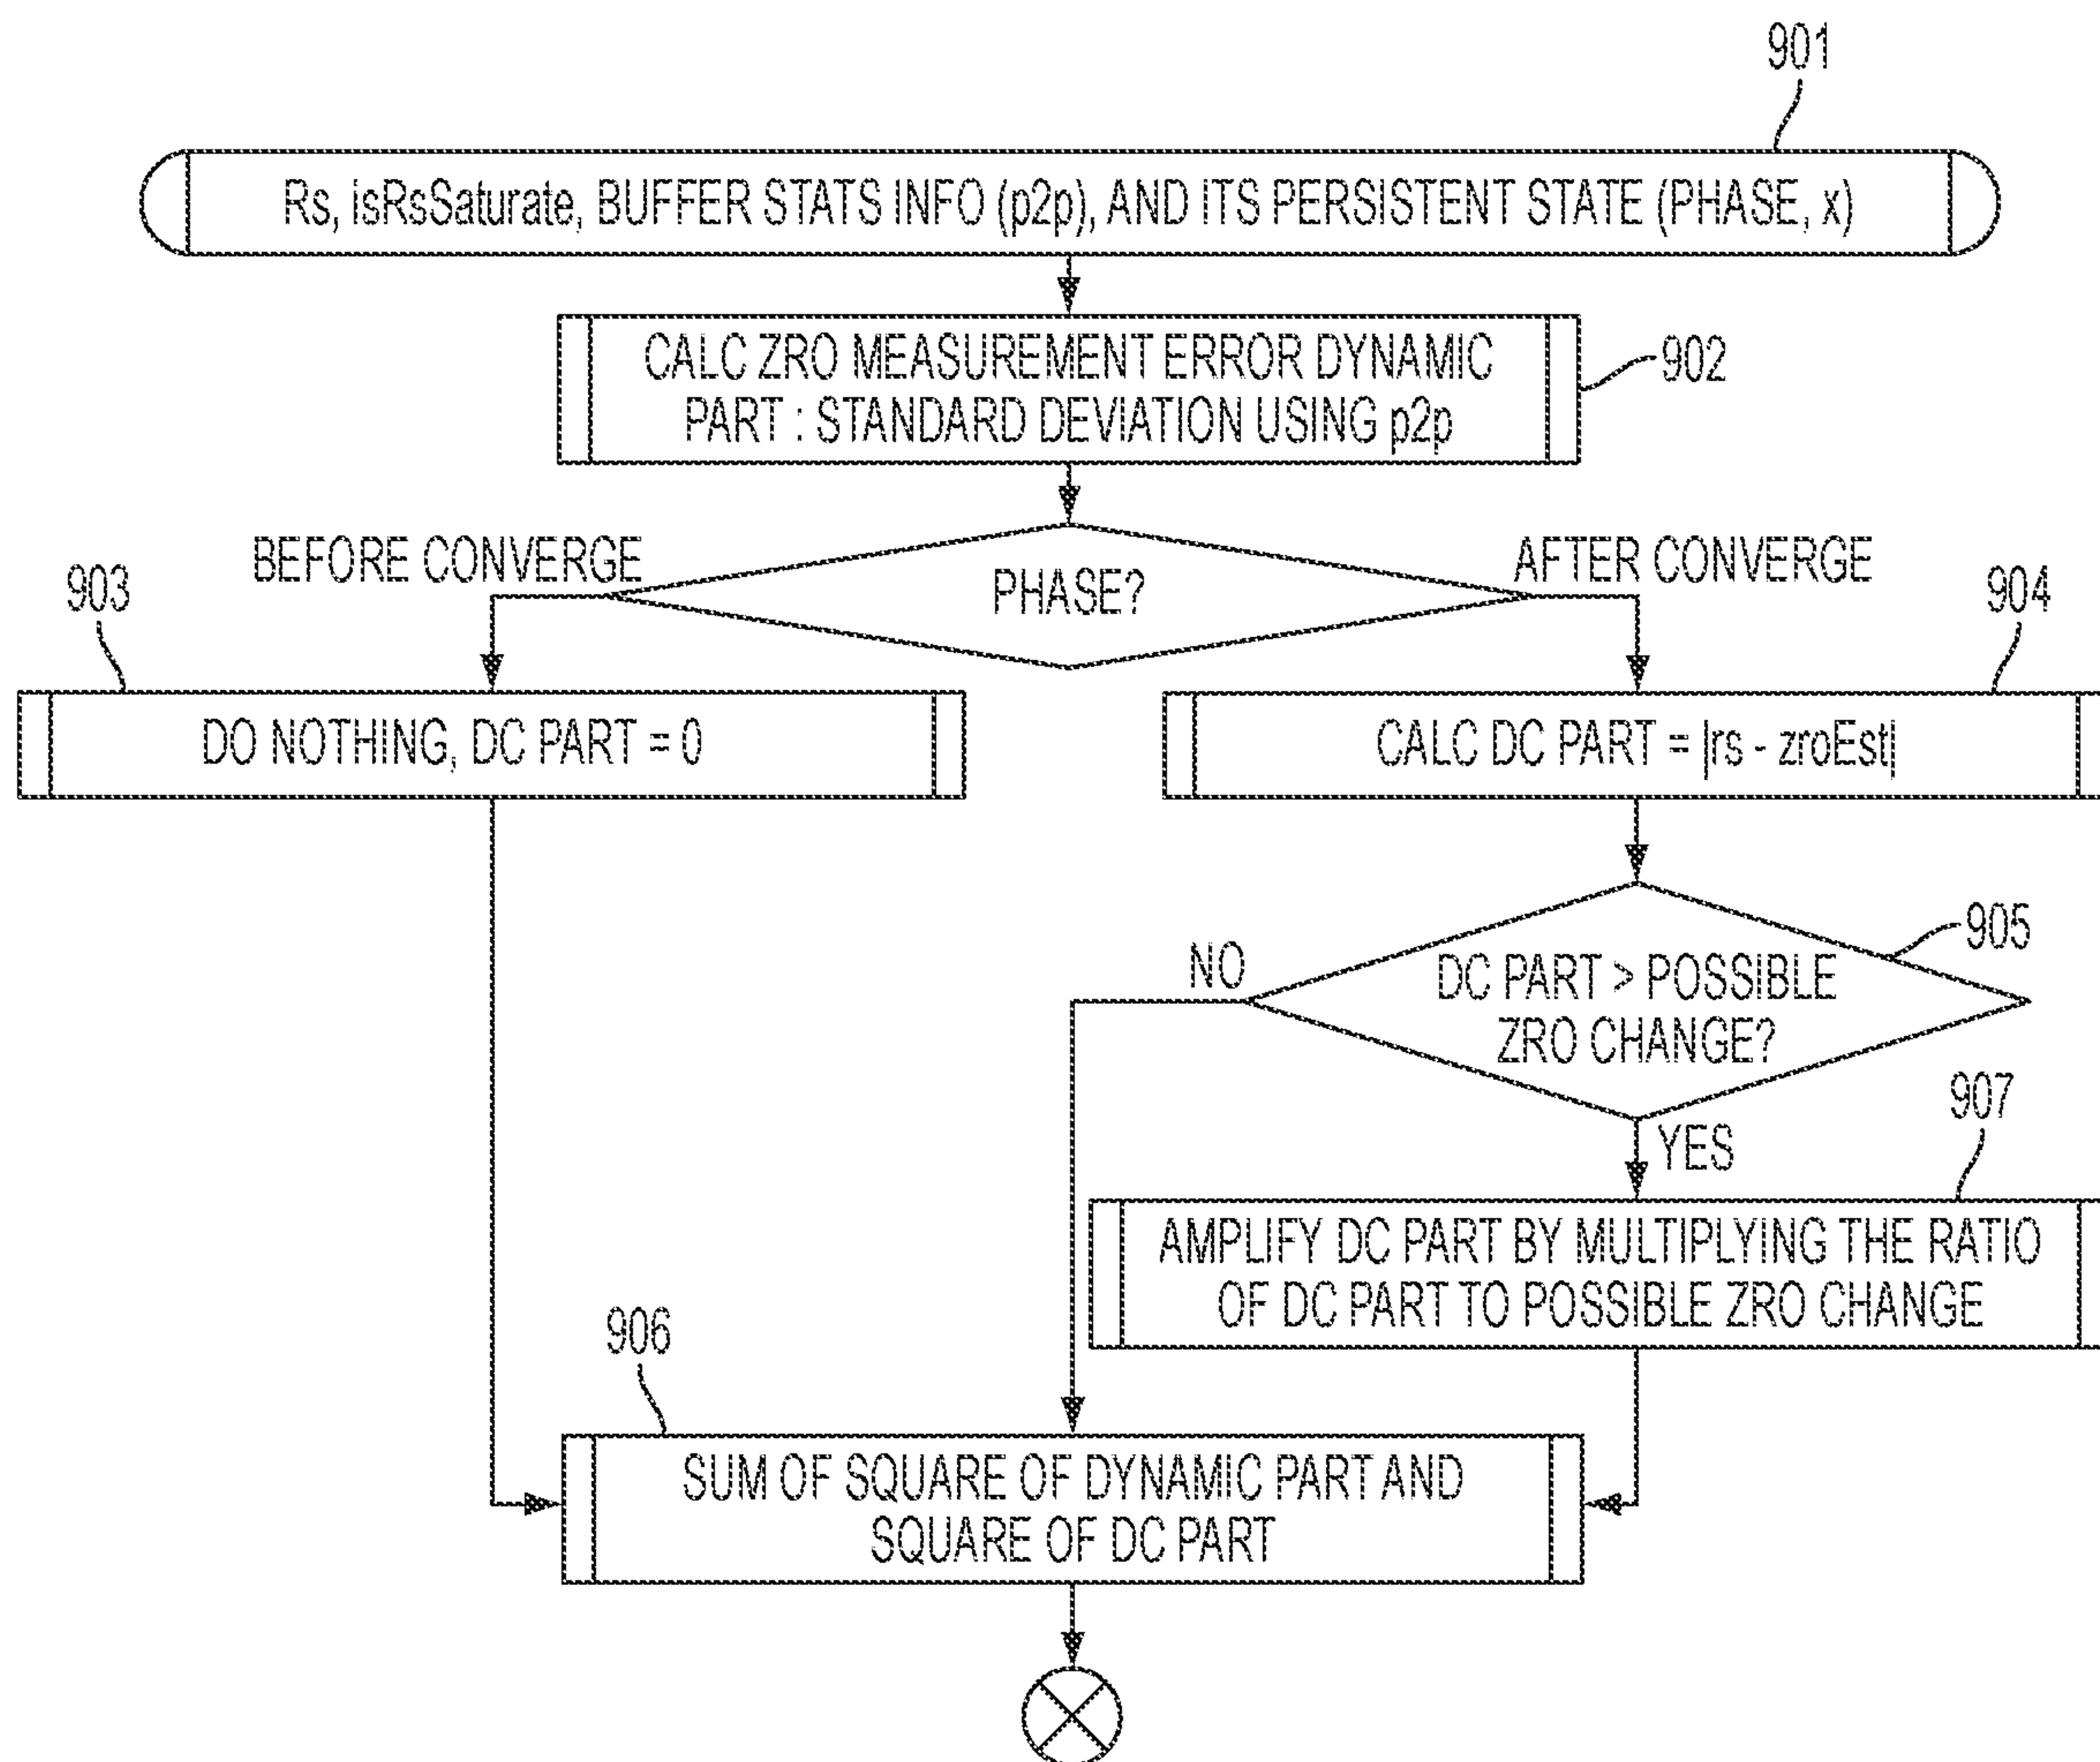 901
Rs, isRsSaturate, BUFFER STATS INFO (p2p), AND ITS PERSISTENT STATE (PHASE, x)
CALC ZRO MEASUREMENT ERROR DYNAMIC
PART : STANDARD DEVIATION USING p2p
902
BEFORE CONVERGE
PHASE?
AFTER CONVERGE
903
904
DO NOTHING, DC PART = 0
CALC DC PART = |rs - zroEst|
905
NO
DC PART > POSSIBLE
ZRO CHANGE?
YES
907
AMPLIFY DC PART BY MULTIPLYING THE RATIO
OF DC PART TO POSSIBLE ZRO CHANGE
906
SUM OF SQUARE OF DYNAMIC PART AND
SQUARE OF DC PART